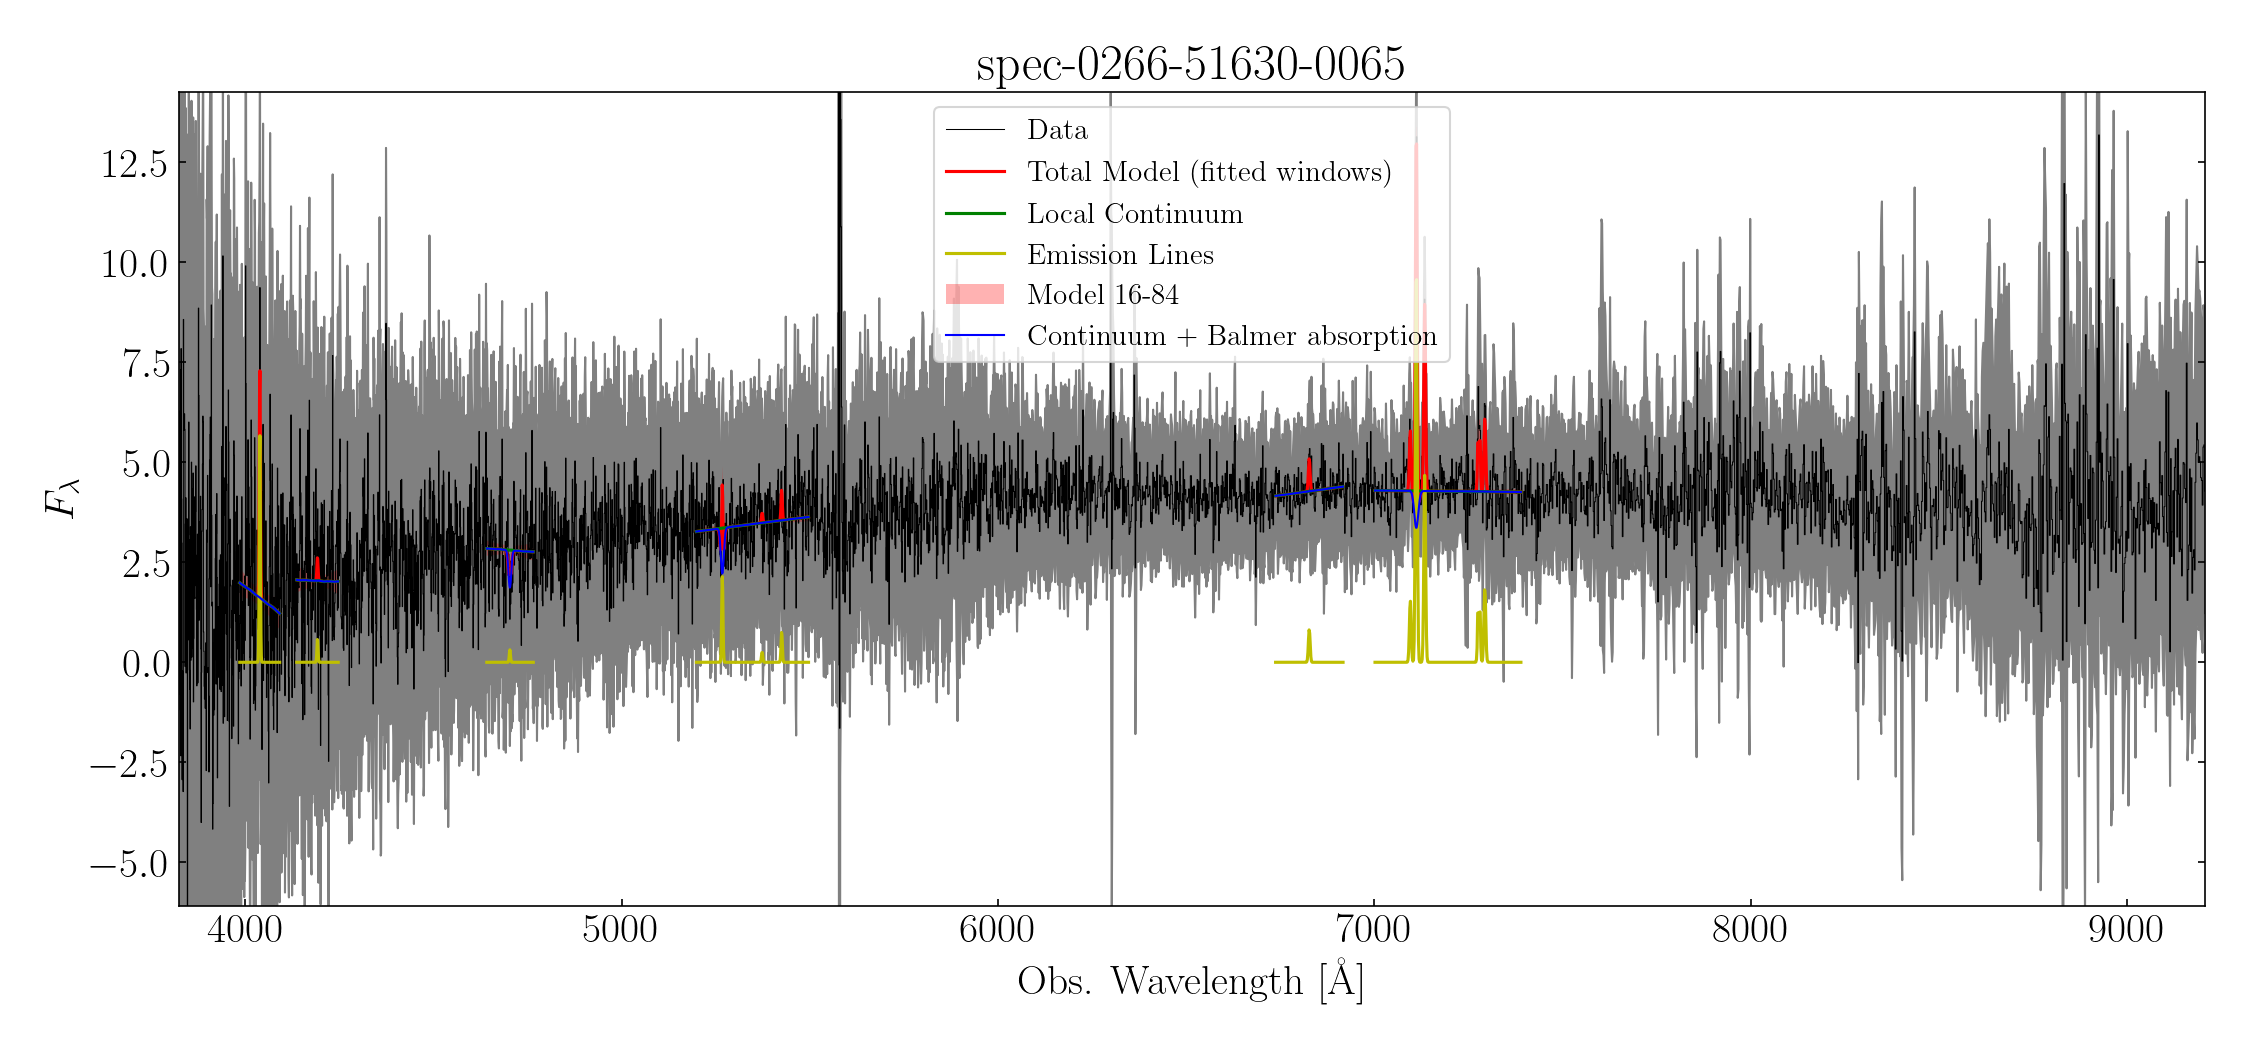 spec-0266-51630-0065
Data
Total Model (fitted windows)
Local Continuum
Emission Lines
Model 16-84
Continuum + Balmer absorption
12.5
10.0
7.5
5.0
2.5
0.0
−2.5
−5.0
Fλ
4000 5000 6000 7000 8000 9000
Obs. Wavelength [Å]